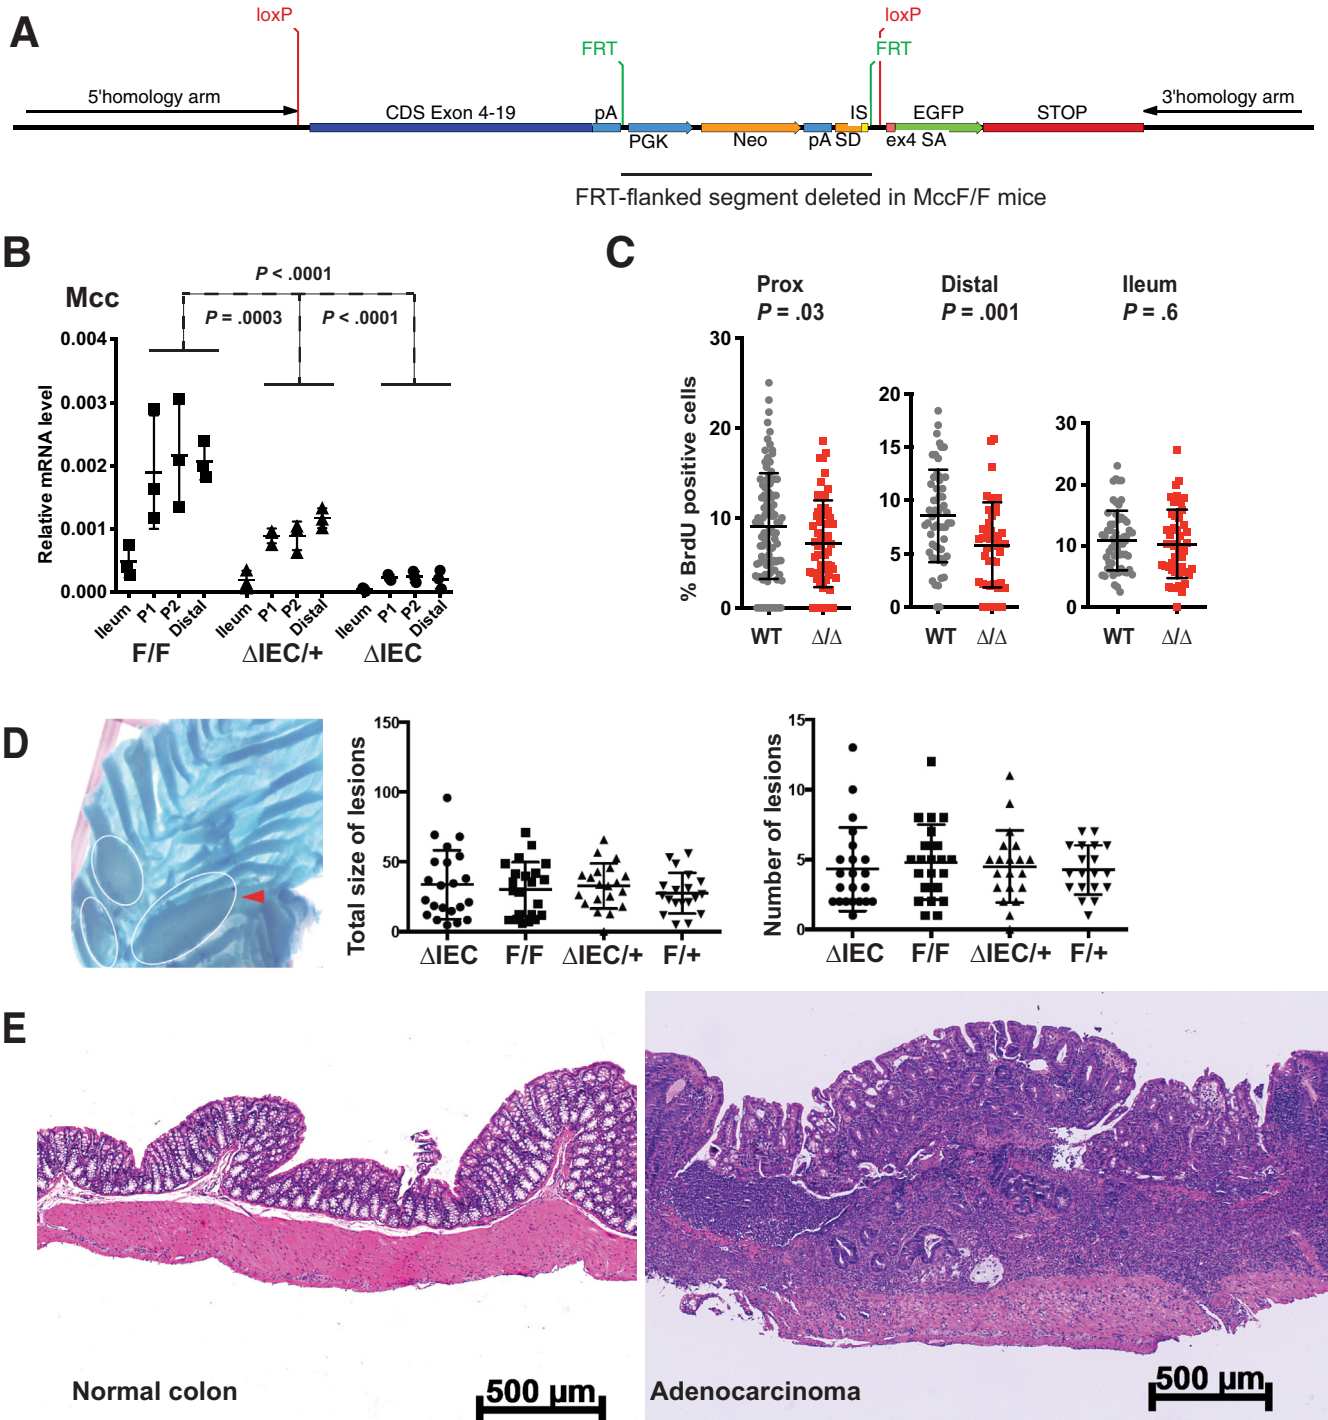 A
loxP
loxP
FRT
FRT
5'homology arm
CDS Exon 4-19
pA
IS
EGFP
STOP
3'homology arm
PGK
Neo
pA SD
ex4 SA
FRT-flanked segment deleted in MccF/F mice
B
Mcc
P < .0001
P = .0003
P < .0001
Relative mRNA level
0.004
0.003
0.002
0.001
0.000
Ileum
P1
P2
Distal
Ileum
P1
P2
Distal
Ileum
P1
P2
Distal
F/F
ΔIEC/+
ΔIEC
C
Prox
P = .03
Distal
P = .001
Ileum
P = .6
% BrdU positive cells
30
20
10
0
WT
Δ/Δ
20
15
10
5
0
WT
Δ/Δ
30
20
10
0
WT
Δ/Δ
D
Total size of lesions
150
100
50
0
ΔIEC
F/F
ΔIEC/+
F/+
Number of lesions
15
10
5
0
ΔIEC
F/F
ΔIEC/+
F/+
E
Normal colon
500 µm
Adenocarcinoma
500 µm